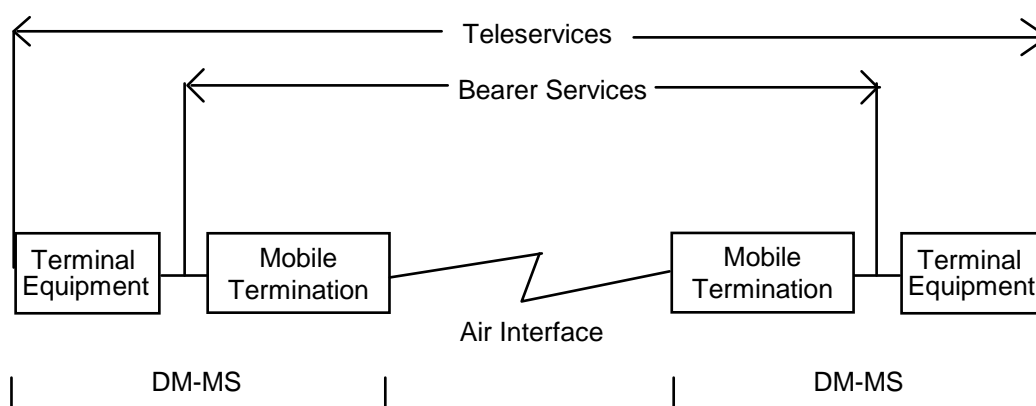 Teleservices
Bearer Services
Terminal
Equipment
Mobile
Termination
Air Interface
Mobile
Termination
Terminal
Equipment
DM-MS
DM-MS